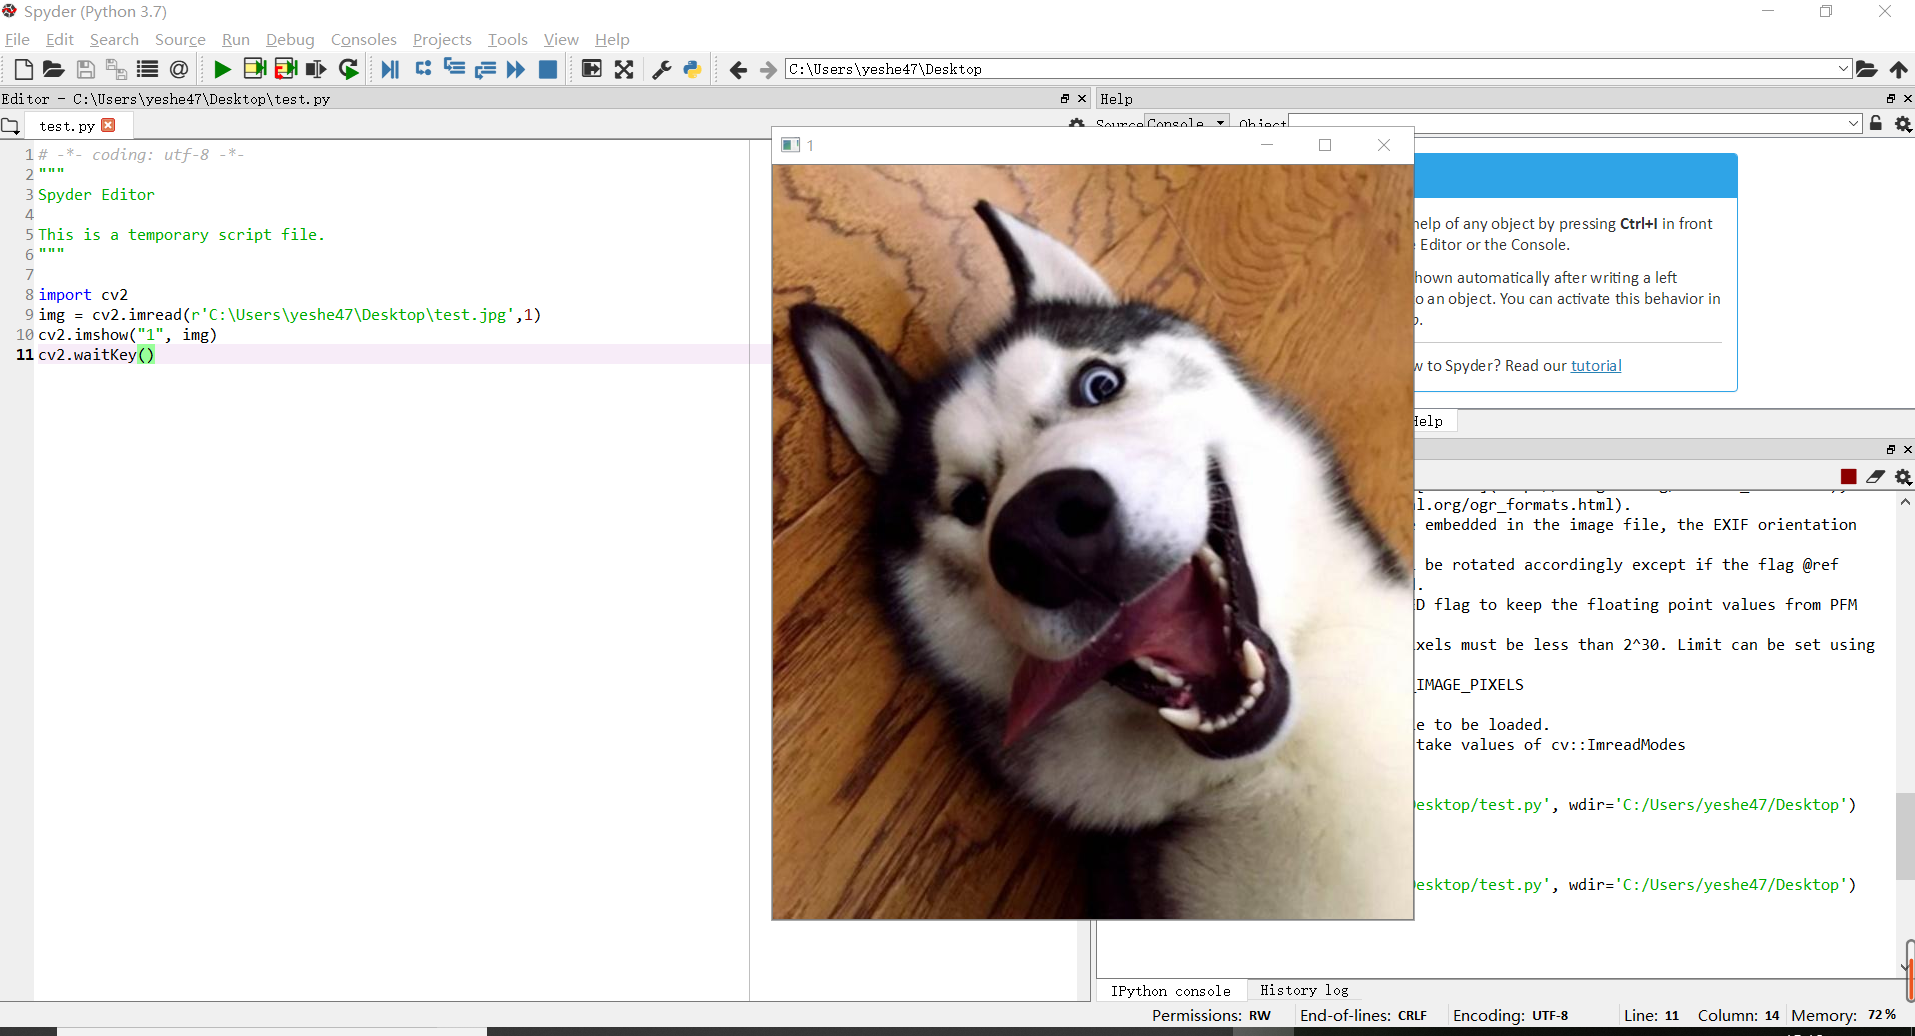 Spyder (Python 3.7)
File Edit Search Source Run Debug Consoles Projects Tools View Help
C:\Users\yeshe47\Desktop
Editor - C:\Users\yeshe47\Desktop\test.py
Help
test.py
Source Console Object
1 # -*- coding: utf-8 -*-
2 """
3 Spyder Editor
4
5 This is a temporary script file.
6 """
7
8 import cv2
9 img = cv2.imread(r'C:\Users\yeshe47\Desktop\test.jpg',1)
10 cv2.imshow("1", img)
11 cv2.waitKey()
1
help of any object by pressing Ctrl+I in front
Editor or the Console.
hown automatically after writing a left
o an object. You can activate this behavior in
w to Spyder? Read our tutorial
Help
l.org/ogr_formats.html).
embedded in the image file, the EXIF orientation
be rotated accordingly except if the flag @ref
D flag to keep the floating point values from PFM
xels must be less than 2^30. Limit can be set using
_IMAGE_PIXELS
e to be loaded.
take values of cv::ImreadModes
esktop/test.py', wdir='C:/Users/yeshe47/Desktop')
esktop/test.py', wdir='C:/Users/yeshe47/Desktop')
IPython console History log
Permissions: RW End-of-lines: CRLF Encoding: UTF-8 Line: 11 Column: 14 Memory: 72 %